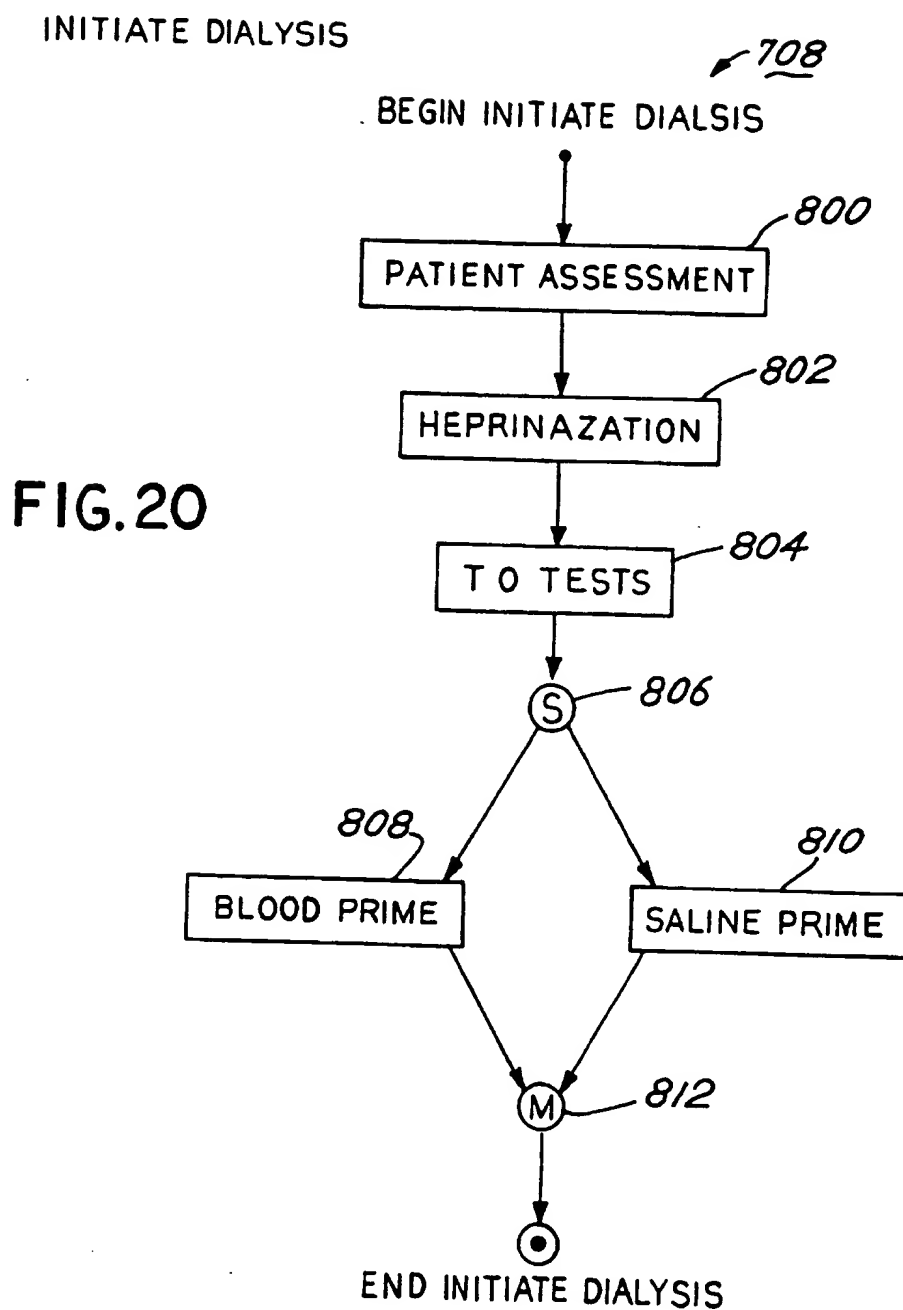 INITIATE DIALYSIS
708
BEGIN INITIATE DIALSIS
800
PATIENT ASSESSMENT
802
HEPRINAZATION
FIG.20
804
T O TESTS
S
806
808
BLOOD PRIME
810
SALINE PRIME
M
812
END INITIATE DIALYSIS